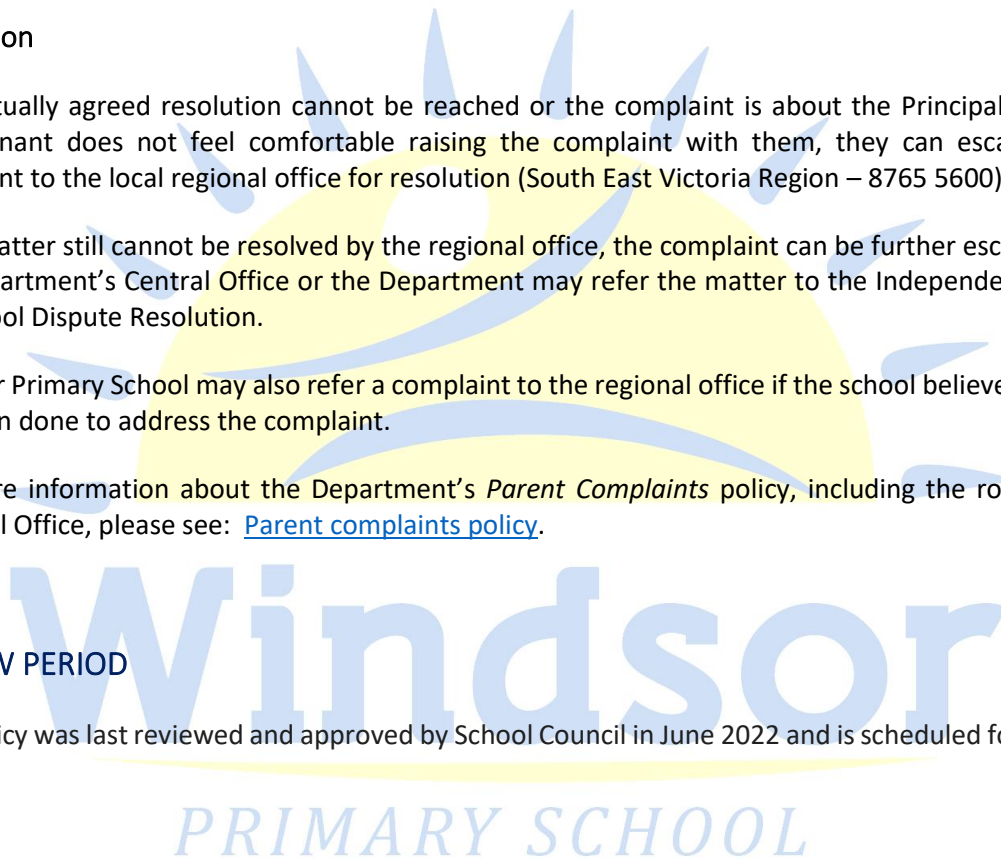 on
tually agreed resolution cannot be reached or the complaint is about the Principal
nant does not feel comfortable raising the complaint with them, they can esca
nt to the local regional office for resolution (South East Victoria Region – 8765 5600)
atter still cannot be resolved by the regional office, the complaint can be further esc
artment’s Central Office or the Department may refer the matter to the Independe
ool Dispute Resolution.
r Primary School may also refer a complaint to the regional office if the school believe
n done to address the complaint.
re information about the Department’s Parent Complaints policy, including the ro
l Office, please see: Parent complaints policy.
Windsor
W PERIOD
icy was last reviewed and approved by School Council in June 2022 and is scheduled fo
PRIMARY SCHOOL